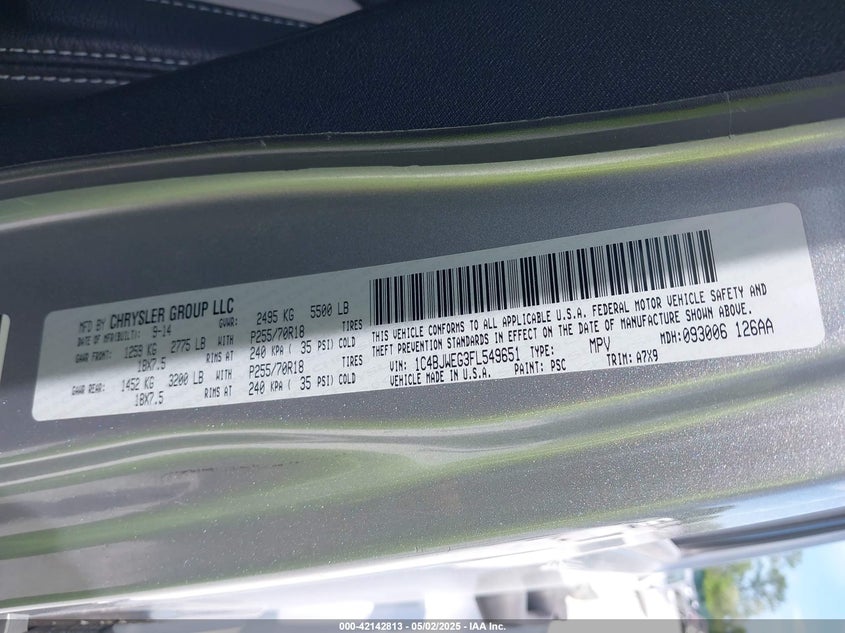 MFD BY CHRYSLER GROUP LLC
DATE OF MFD(BUILT): 9-14 GVWR: 2495 KG 5500 LB
GAWR FRONT: 1259 KG 2775 LB WITH P255/70R18 TIRES
18X7.5 RIMS AT 240 KPA ( 35 PSI) COLD
GAWR REAR: 1452 KG 3200 LB WITH P255/70R18 TIRES
18X7.5 RIMS AT 240 KPA ( 35 PSI) COLD
THIS VEHICLE CONFORMS TO ALL APPLICABLE U.S.A. FEDERAL MOTOR VEHICLE SAFETY AND
THEFT PREVENTION STANDARDS IN EFFECT ON THE DATE OF MANUFACTURE SHOWN ABOVE.
VIN: 1C4BJWEG3FL549651 TYPE: MPV MDH: 093006 126AA
MADE IN U.S.A. PAINT: PSC TRIM: A7X9
000-42142813 - 05/02/2025 - IAA Inc.